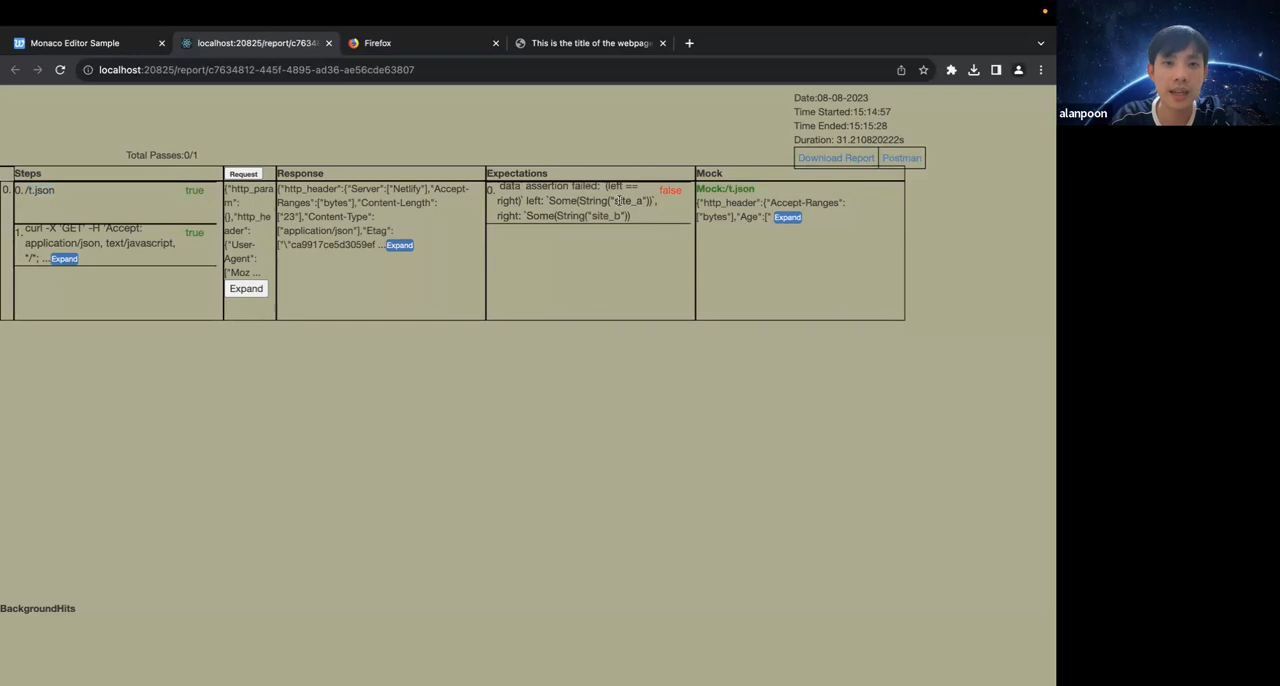 Monaco Editor Sample
localhost:20825/report/c7634
Firefox
This is the title of the webpage
localhost:20825/report/c7634812-445f-4895-ad36-ae56cde63807
alanpoon
Date:08-08-2023
Time Started:15:14:57
Time Ended:15:15:28
Duration: 31.210820222s
Total Passes:0/1
Download Report
Postman
Steps
Request
Response
Expectations
Mock
0.
0. /t.json
true
1. curl -X 'GET' -H 'Accept:
application/json, text/javascript,
*/*; ...Expand
true
{"http_para
m":
{},"http_he
ader":
{"User-
Agent":
["Moz ...
Expand
{"http_header":{"Server":["Netlify"],"Accept-
Ranges":["bytes"],"Content-Length":
["23"],"Content-Type":
["application/json"],"Etag":
["\"ca9917ce5d3059ef ...Expand
0. `data` assertion failed: `(left ==
right)` left: `Some(String("site_a"))`,
right: `Some(String("site_b"))
false
Mock:/t.json
{"http_header":{"Accept-Ranges":
["bytes"],"Age":[" Expand
BackgroundHits